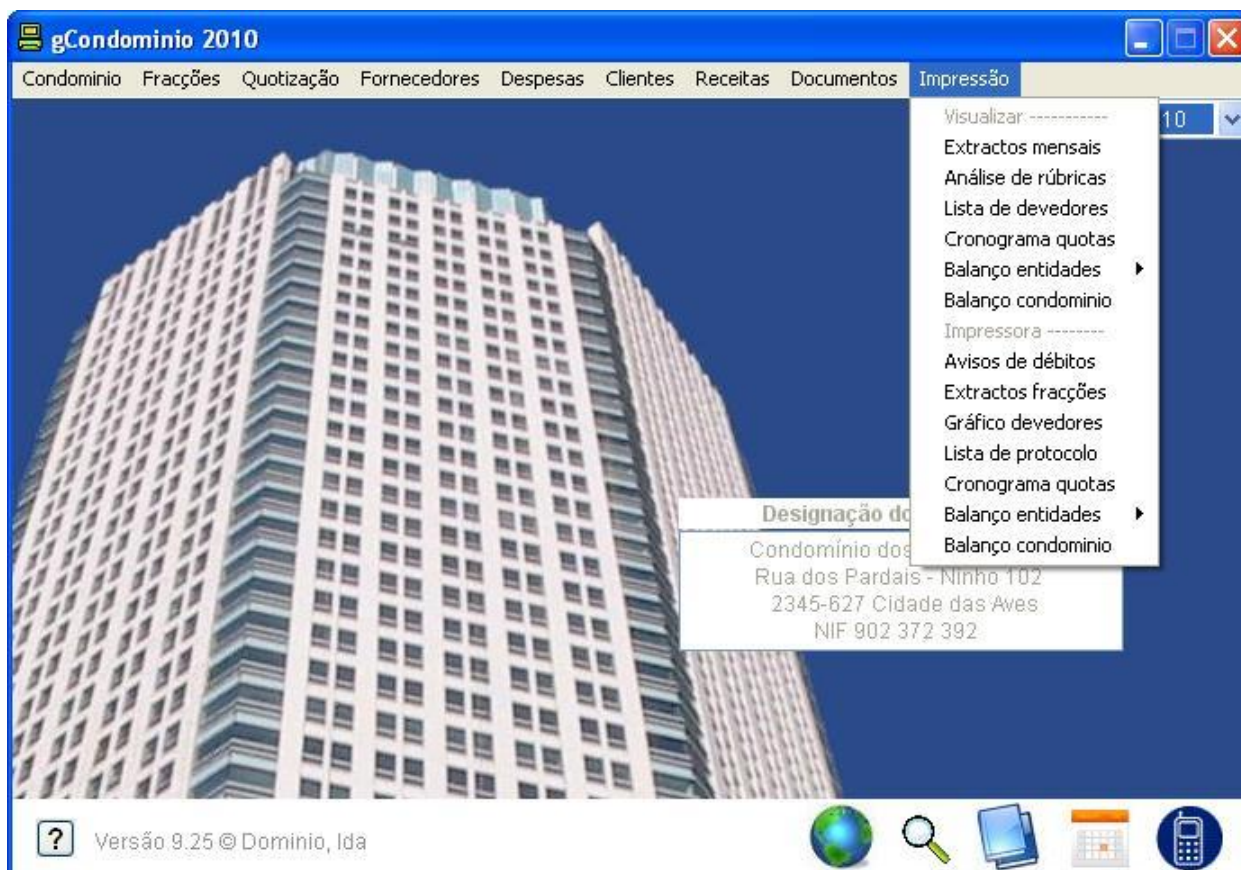 gCondominio 2010
Condominio Fracções Quotização Fornecedores Despesas Clientes Receitas Documentos Impressão
10
Visualizar -----------
Extractos mensais
Análise de rúbricas
Lista de devedores
Cronograma quotas
Balanço entidades
Balanço condominio
Impressora --------
Avisos de débitos
Extractos fracções
Gráfico devedores
Lista de protocolo
Cronograma quotas
Balanço entidades
Balanço condominio
Designação do
Condomínio dos
Rua dos Pardais - Ninho 102
2345-627 Cidade das Aves
NIF 902 372 392
? Versão 9.25 © Dominio, lda